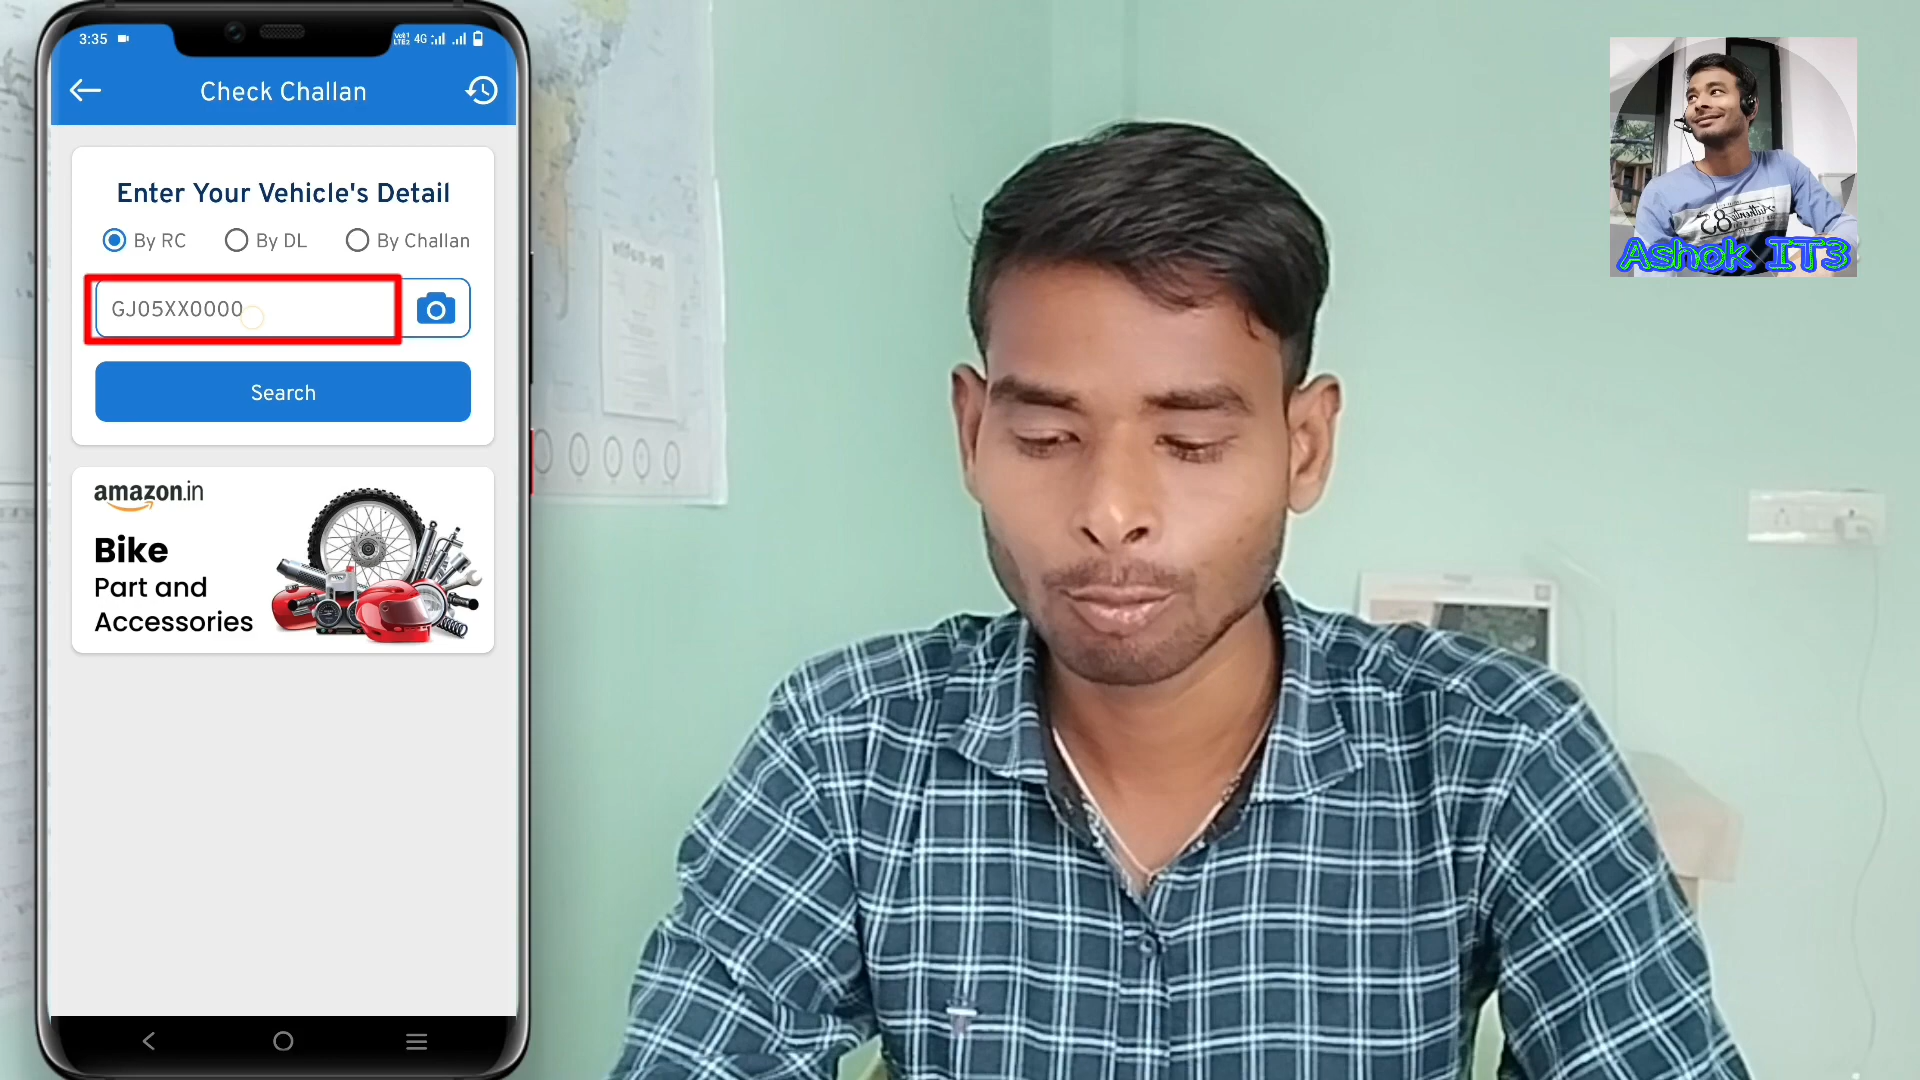 3:35
4G
Check Challan
Enter Your Vehicle's Detail
By RC
By DL
By Challan
GJ05XX0000
Search
amazon.in
Bike
Part and
Accessories
Ashok IT3